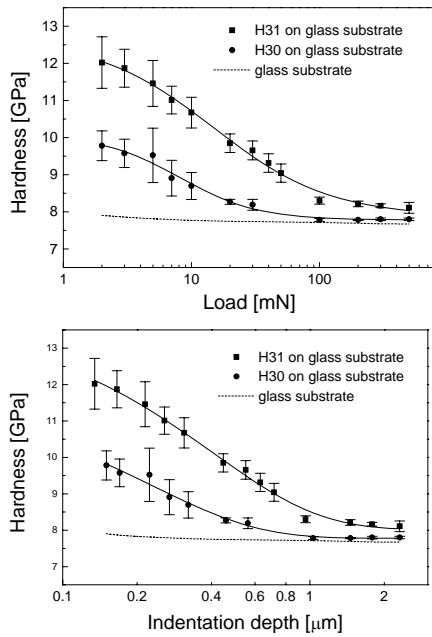 H31 on glass substrate
H30 on glass substrate
glass substrate
Hardness [GPa]
13
12
11
10
9
8
7
1 10 100
Load [mN]
H31 on glass substrate
H30 on glass substrate
glass substrate
Hardness [GPa]
13
12
11
10
9
8
7
0.1 0.2 0.4 0.6 0.8 1 2
Indentation depth [μm]